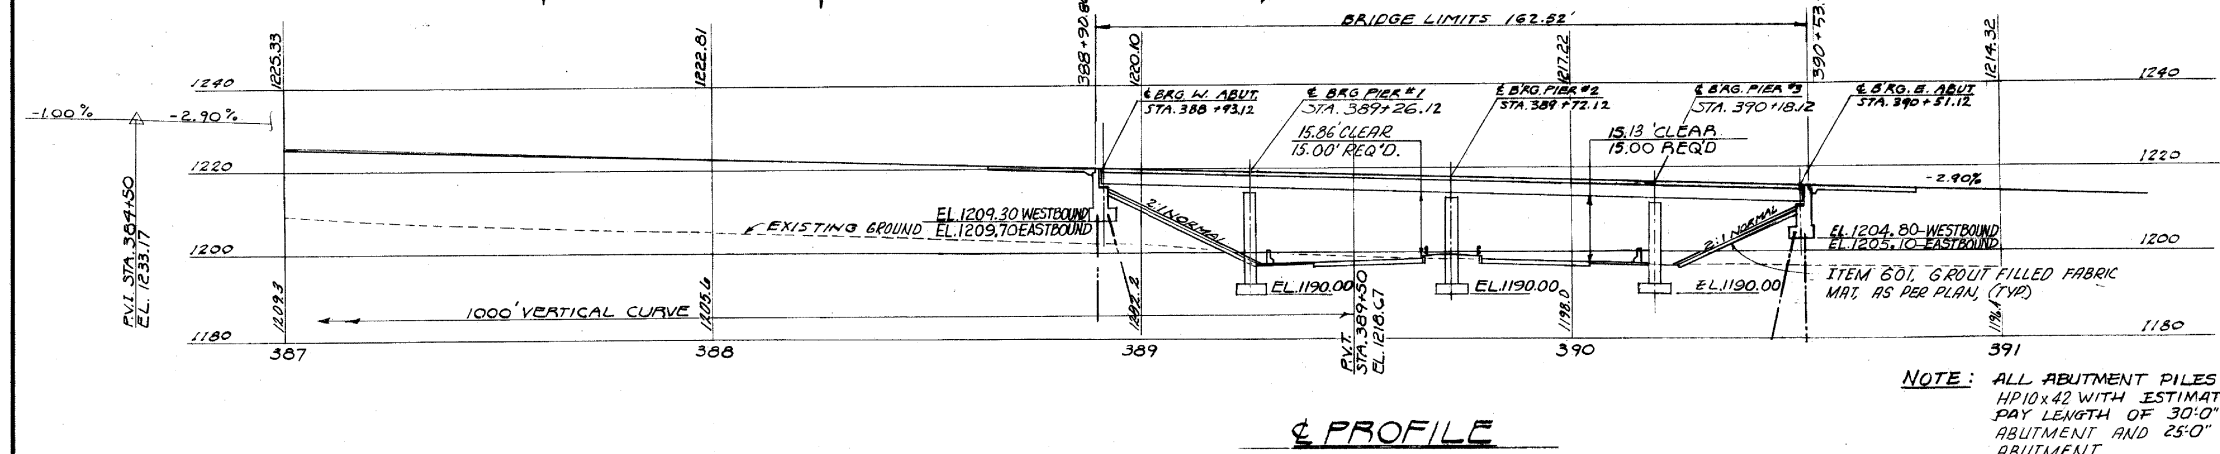 BRIDGE LIMITS 162.52'
1225.33
1222.81
388+90.86
1220.10
1217.22
390+53.
1214.32
1240
1240
-1.00%
-2.90%
℄ BRG. W. ABUT.
STA. 388+93.12
℄ BRG PIER #1
STA. 389+26.12
℄ BRG. PIER #2
STA. 389+72.12
℄ BRG. PIER #3
STA. 390+18.12
℄ BRG. E. ABUT
STA. 390+51.12
15.86' CLEAR
15.00' REQ'D.
15.13' CLEAR
15.00 REQ'D
1220
1220
-2.90%
P.V.I STA. 384+50
EL. 1233.17
EXISTING GROUND
EL. 1209.30 WESTBOUND
EL. 1209.70 EASTBOUND
2:1 NORMAL
2:1 NORMAL
EL. 1204.80-WESTBOUND
EL. 1205.10-EASTBOUND
1200
1200
ITEM 601, GROUT FILLED FABRIC
MAT, AS PER PLAN, (TYP)
EL. 1190.00
EL. 1190.00
EL. 1190.00
1209.3
1205.6
1202.2
1198.0
1196.1
1000' VERTICAL CURVE
P.V.T.
STA. 389+50
EL. 1218.67
1180
1180
387
388
389
390
391
NOTE: ALL ABUTMENT PILES
HP10x42 WITH ESTIMAT
PAY LENGTH OF 30'-0"
ABUTMENT AND 25'-0"
ABUTMENT
℄ PROFILE